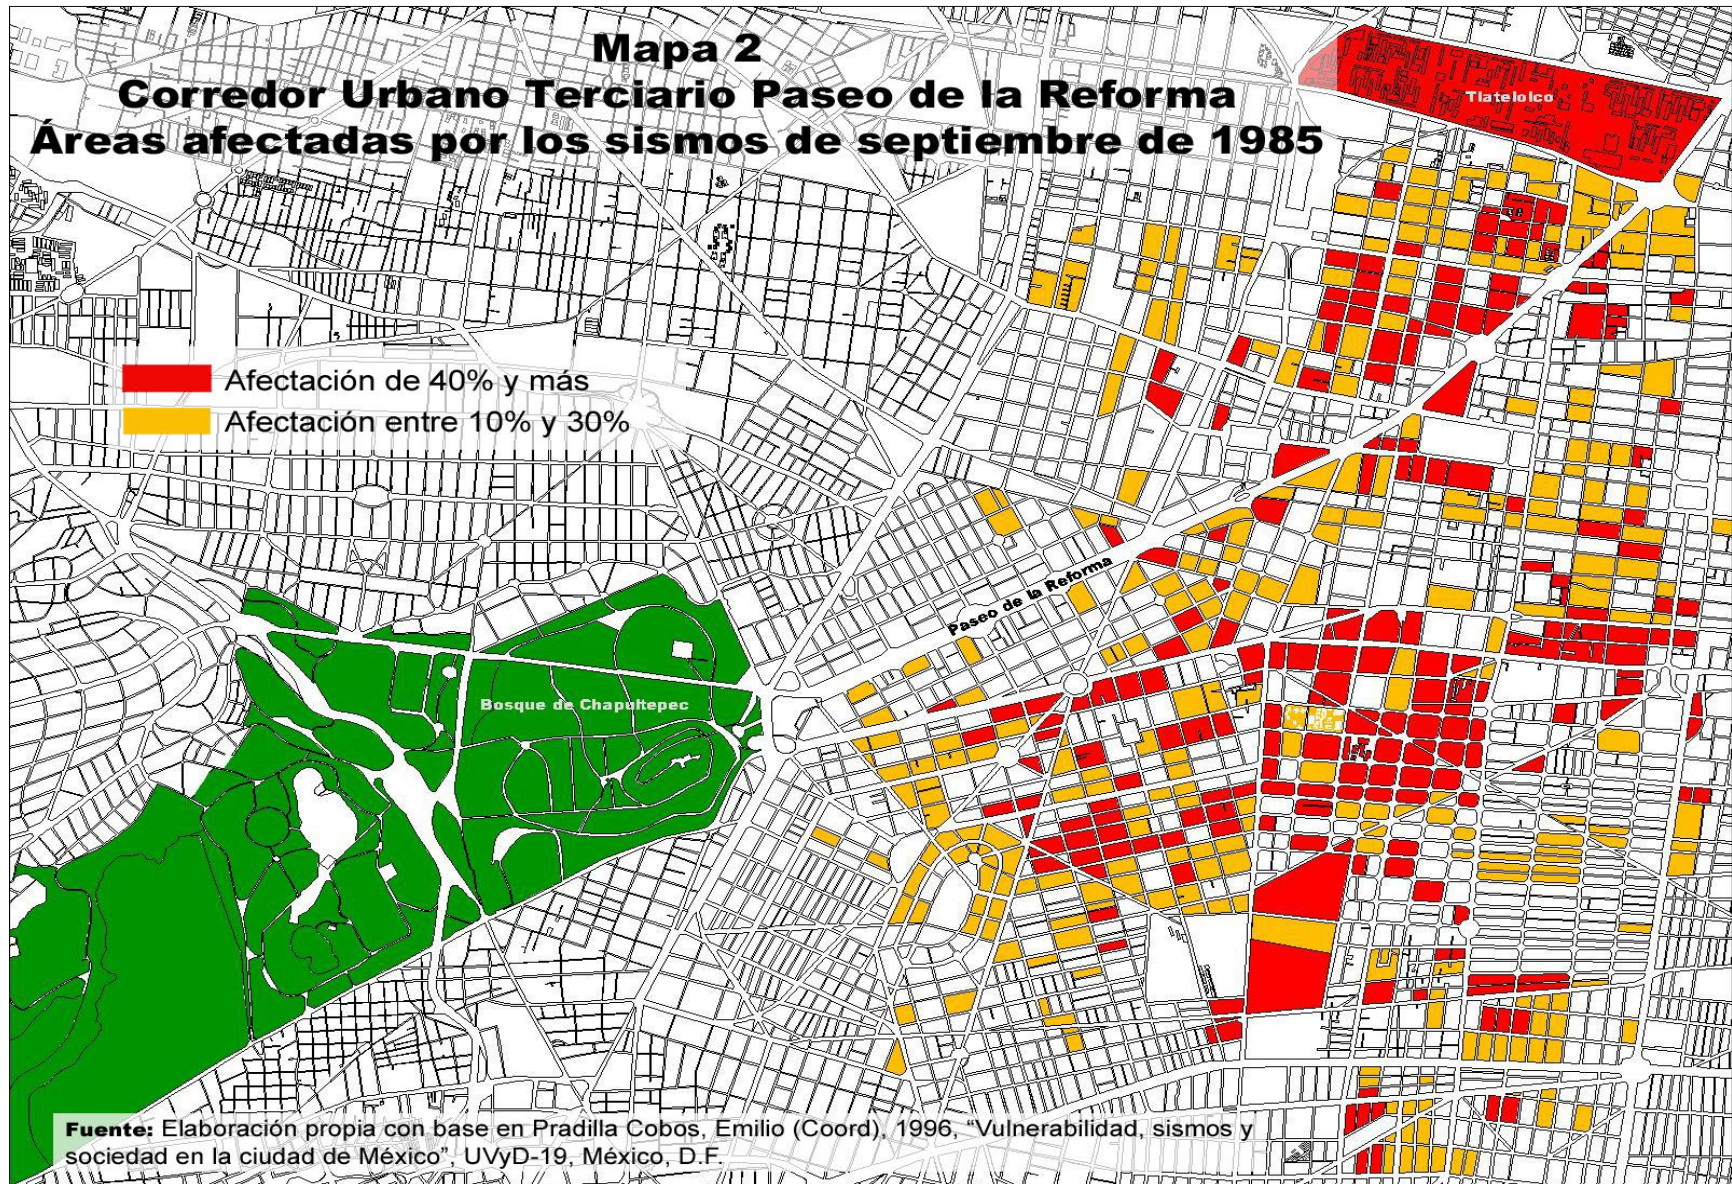 Mapa 2
Corredor Urbano Terciario Paseo de la Reforma
Áreas afectadas por los sismos de septiembre de 1985
Tlatelolco
Afectación de 40% y más
Afectación entre 10% y 30%
Paseo de la Reforma
Bosque de Chapultepec
Fuente: Elaboración propia con base en Pradilla Cobos, Emilio (Coord), 1996, “Vulnerabilidad, sismos y
sociedad en la ciudad de México”, UVyD-19, México, D.F.